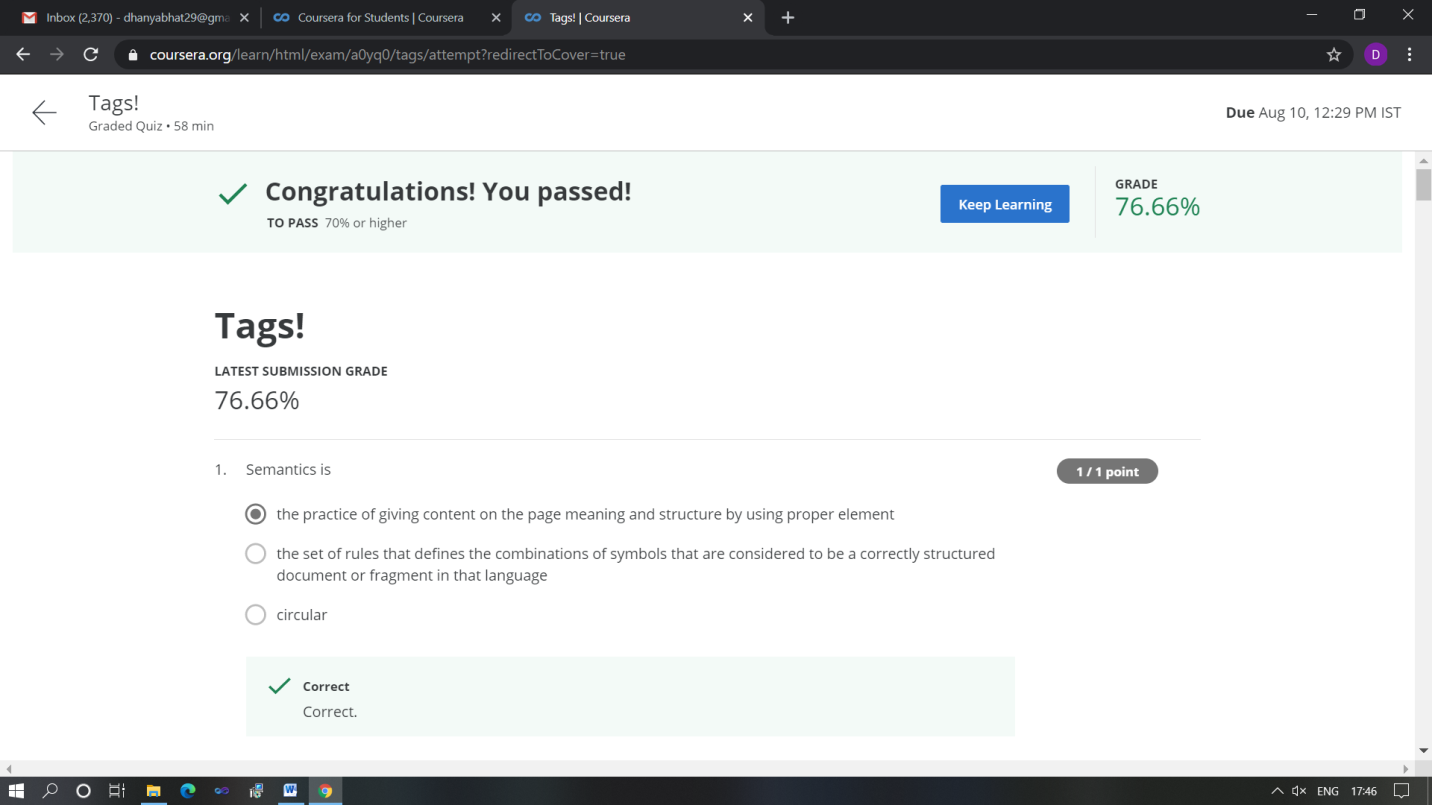 Inbox (2,370) - dhanyabhat29@gma
Coursera for Students | Coursera
Tags! | Coursera
coursera.org/learn/html/exam/a0yq0/tags/attempt?redirectToCover=true
D
Tags!
Graded Quiz • 58 min
Due Aug 10, 12:29 PM IST
Congratulations! You passed!
TO PASS 70% or higher
Keep Learning
GRADE
76.66%
Tags!
LATEST SUBMISSION GRADE
76.66%
1. Semantics is
1 / 1 point
the practice of giving content on the page meaning and structure by using proper element
the set of rules that defines the combinations of symbols that are considered to be a correctly structured
document or fragment in that language
circular
Correct
Correct.
ENG 17:46